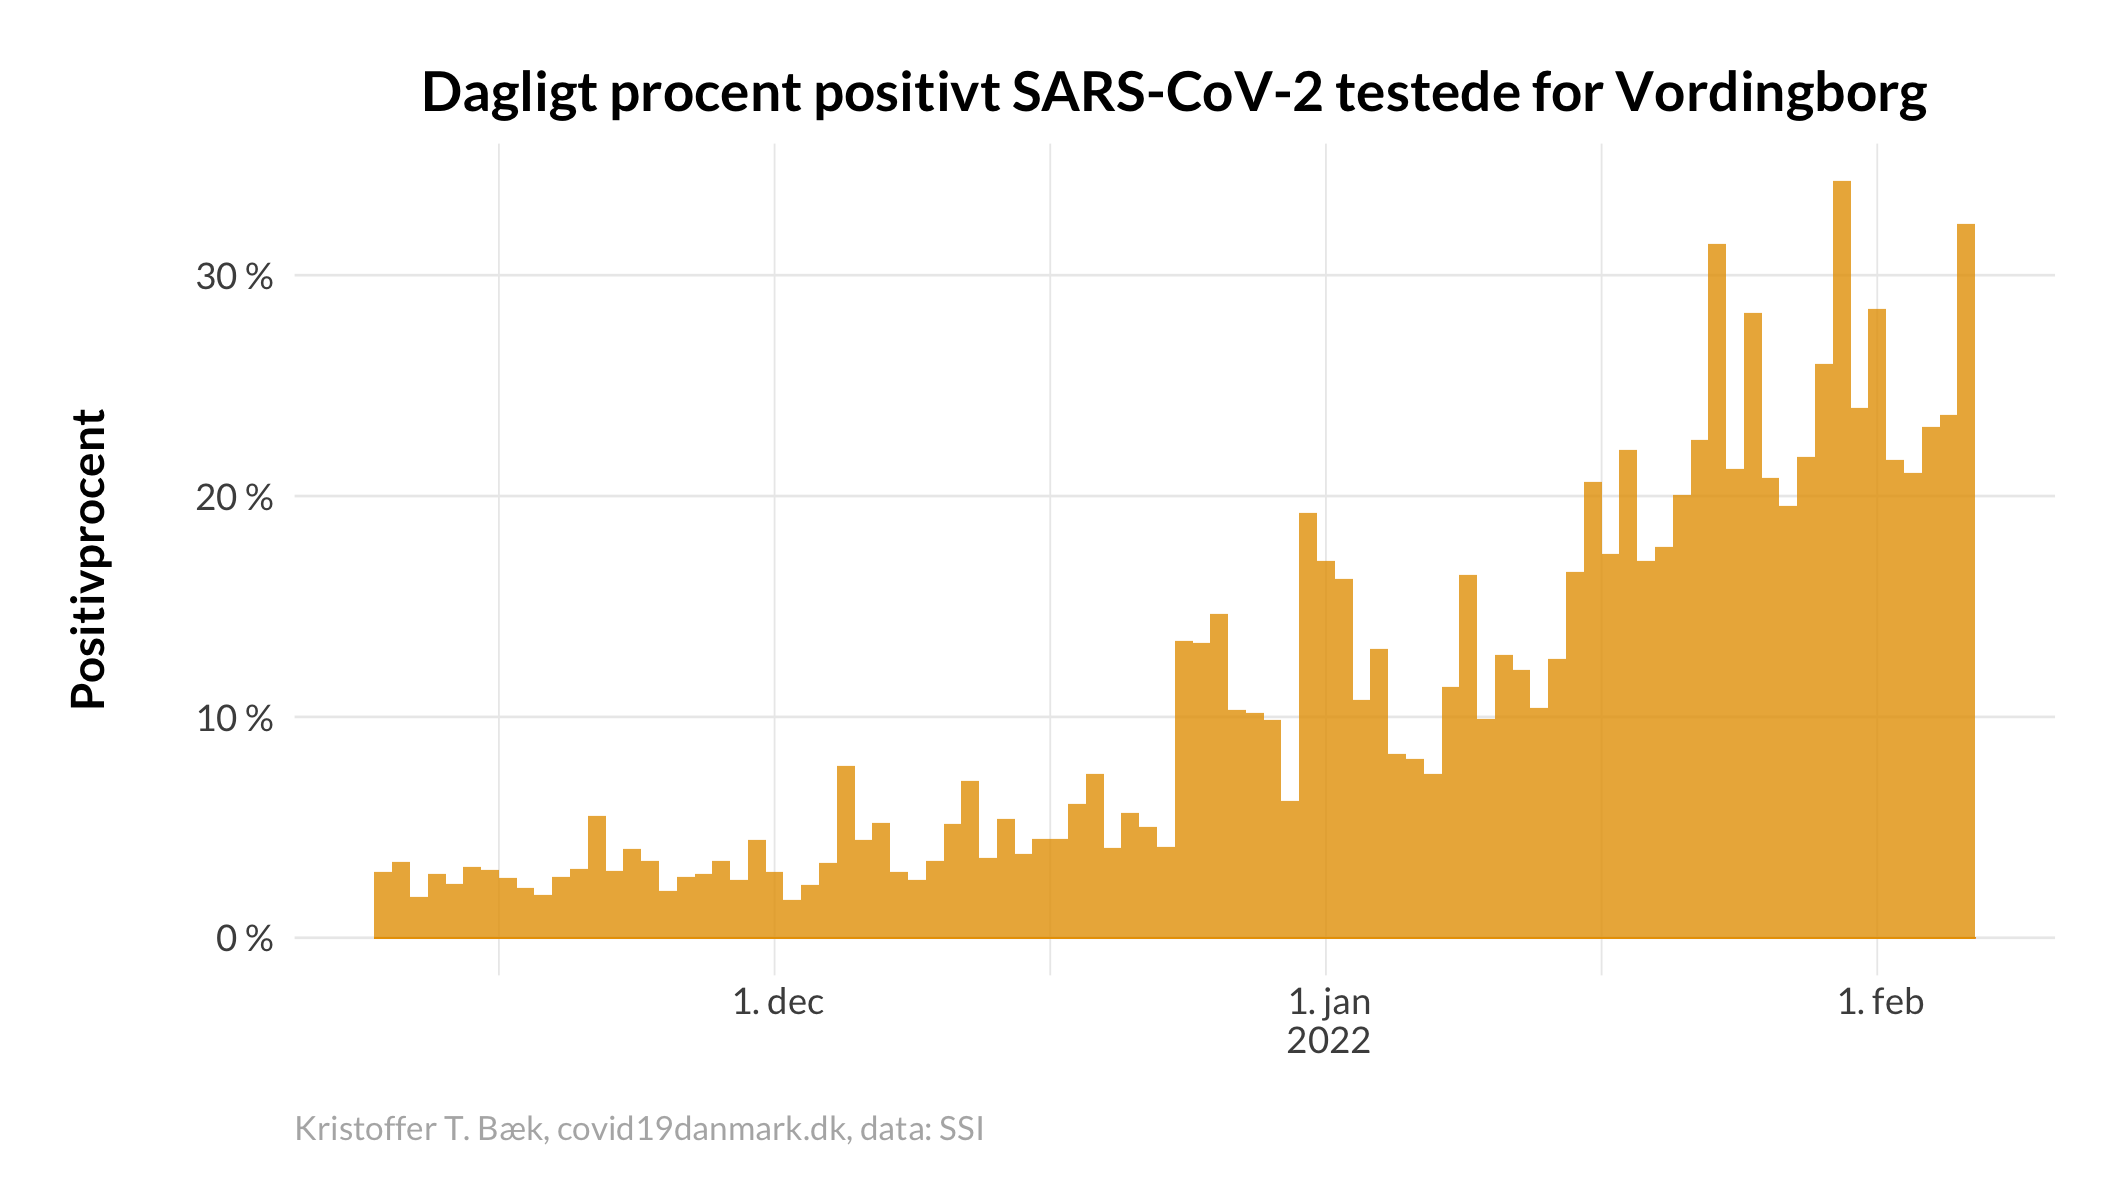 Dagligt procent positivt SARS-CoV-2 testede for Vordingborg
Positivprocent
30 %
20 %
10 %
0 %
1. dec
1. jan
2022
1. feb
Kristoffer T. Bæk, covid19danmark.dk, data: SSI